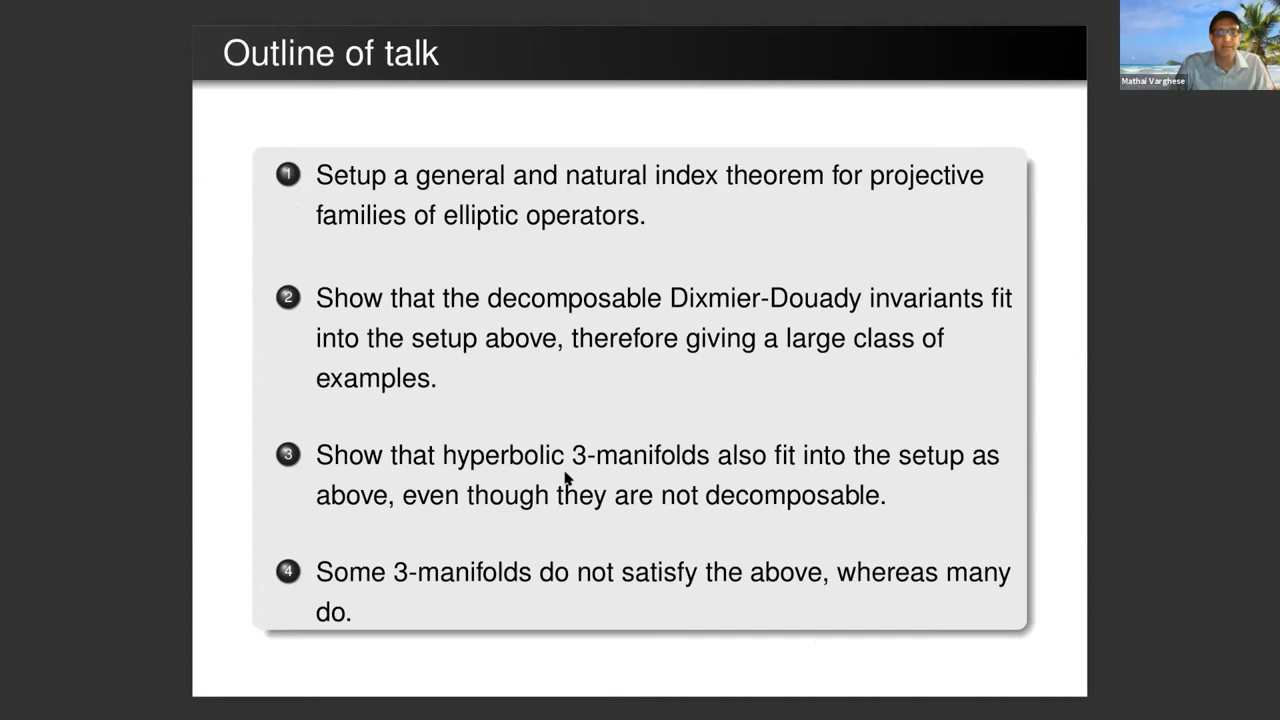 Outline of talk
Mathai Varghese
1 Setup a general and natural index theorem for projective
families of elliptic operators.
2 Show that the decomposable Dixmier-Douady invariants fit
into the setup above, therefore giving a large class of
examples.
3 Show that hyperbolic 3-manifolds also fit into the setup as
above, even though they are not decomposable.
4 Some 3-manifolds do not satisfy the above, whereas many
do.